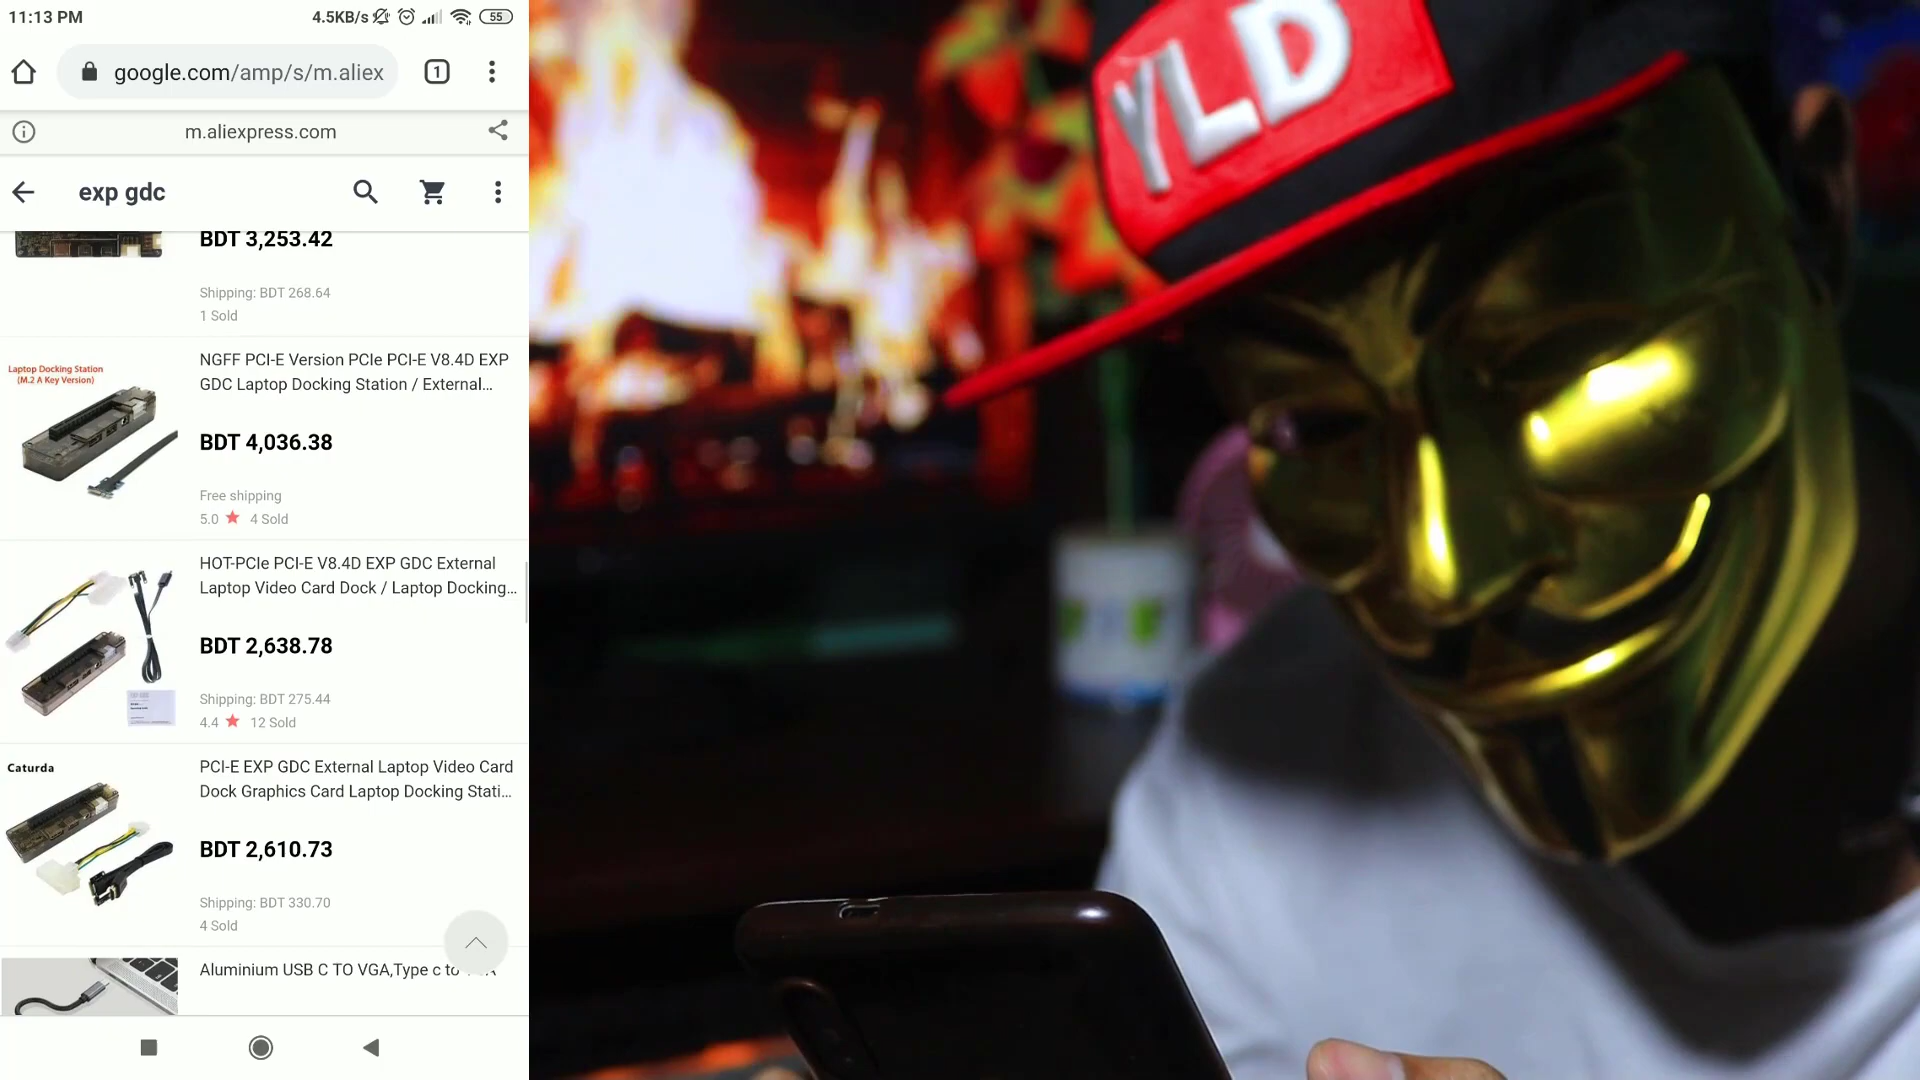 11:13 PM
4.5KB/s
55
google.com/amp/s/m.aliex
1
m.aliexpress.com
exp gdc
BDT 3,253.42
Shipping: BDT 268.64
1 Sold
Laptop Docking Station
(M.2 A Key Version)
NGFF PCI-E Version PCIe PCI-E V8.4D EXP
GDC Laptop Docking Station / External...
BDT 4,036.38
Free shipping
5.0 ★ 4 Sold
HOT-PCIe PCI-E V8.4D EXP GDC External
Laptop Video Card Dock / Laptop Docking...
BDT 2,638.78
Shipping: BDT 275.44
4.4 ★ 12 Sold
Caturda
PCI-E EXP GDC External Laptop Video Card
Dock Graphics Card Laptop Docking Stati...
BDT 2,610.73
Shipping: BDT 330.70
4 Sold
Aluminium USB C TO VGA,Type c to
YLD